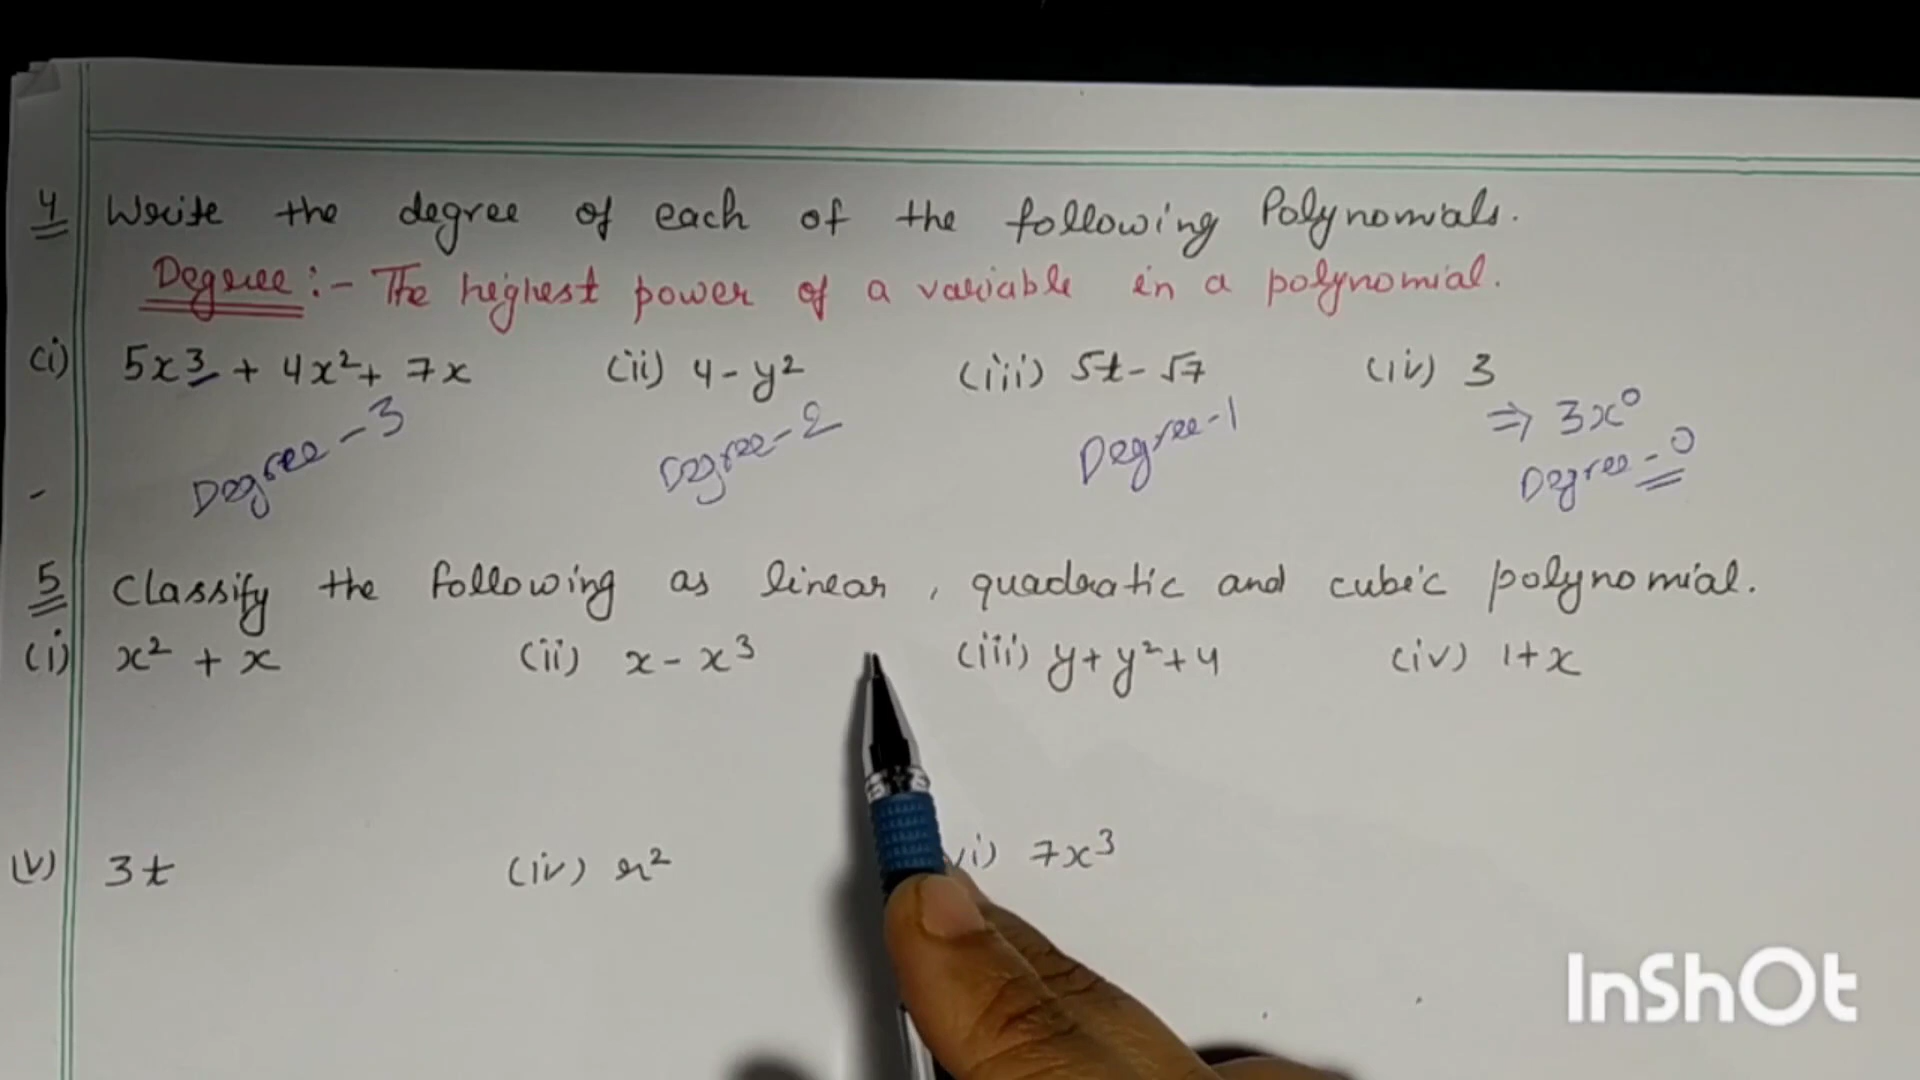 4 Write the degree of each of the following Polynomials.
Degree :- The highest power of a variable in a polynomial.
(i) 5x³ + 4x² + 7x (ii) 4 - y² (iii) 5t - √7 (iv) 3
⇒ 3x⁰
Degree - 3 Degree - 2 Degree - 1 Degree - 0
5 Classify the following as linear, quadratic and cubic polynomial.
(i) x² + x (ii) x - x³ (iii) y + y² + 4 (iv) 1 + x
(v) 3t (iv) r² vi) 7x³
InShOt